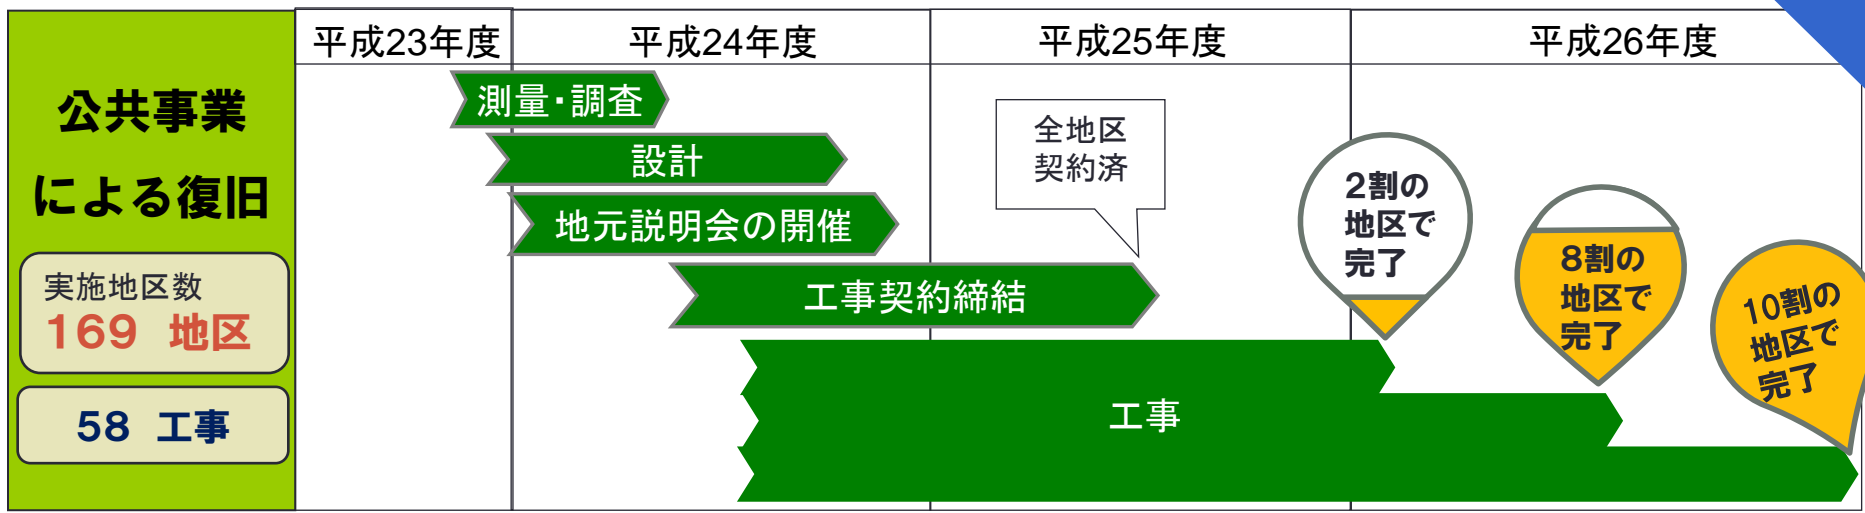 平成23年度
平成24年度
平成25年度
平成26年度
公共事業
による復旧
実施地区数
169 地区
58 工事
測量・調査
設計
地元説明会の開催
工事契約締結
工事
全地区
契約済
2割の
地区で
完了
8割の
地区で
完了
10割の
地区で
完了